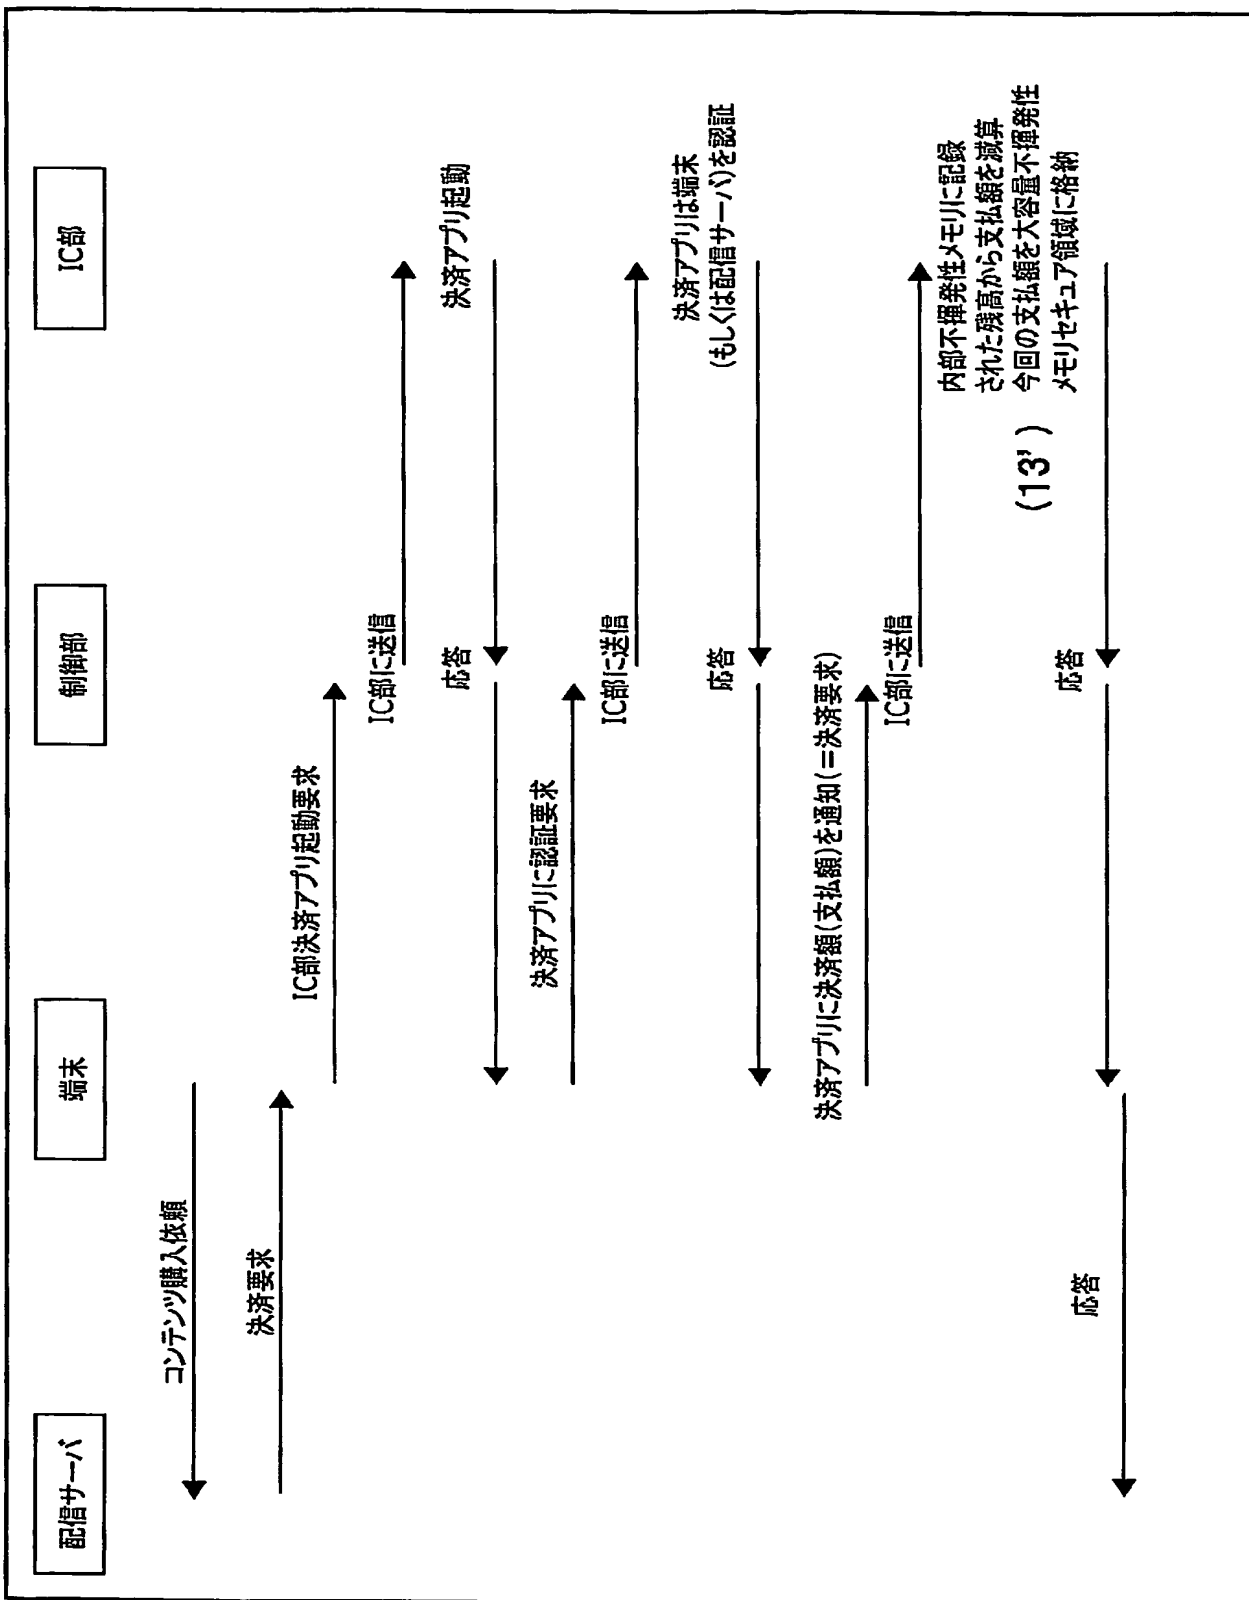 配信サーバ
端末
制御部
IC部
コンテンツ購入依頼
決済要求
IC部決済アプリ起動要求
IC部に送信
決済アプリ起動
応答
決済アプリに認証要求
IC部に送信
決済アプリは端末
(もしくは配信サーバ)を認証
応答
決済アプリに決済額(支払額)を通知(=決済要求)
IC部に送信
内部不揮発性メモリに記録
された残高から支払額を減算
今回の支払額を大容量不揮発性
メモリセキュア領域に格納
(13')
応答
応答